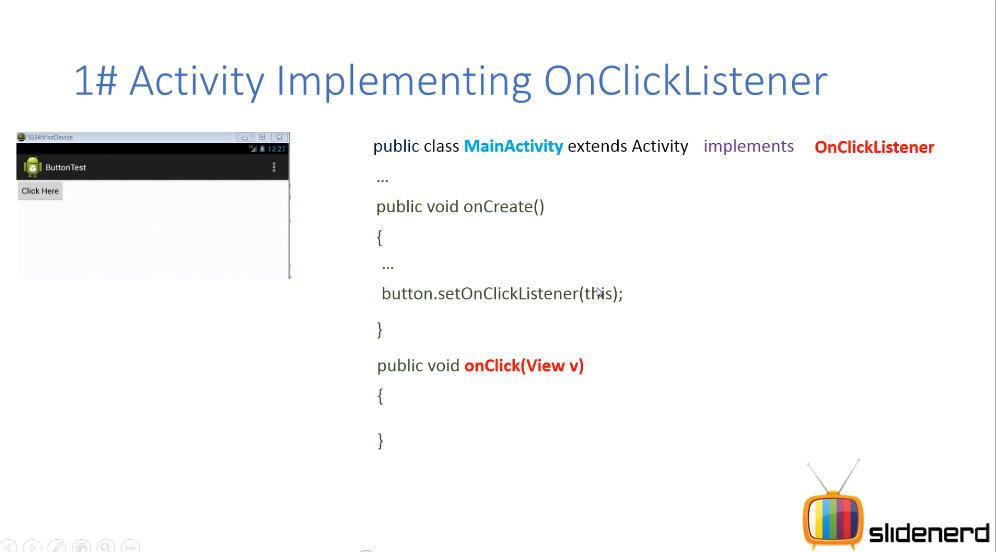 1# Activity Implementing OnClickListener
5554:VivzDevice
12:27
ButtonTest
Click Here
public class MainActivity extends Activity implements OnClickListener
...
public void onCreate()
{
...
button.setOnClickListener(this);
}
public void onClick(View v)
{
}
slidenerd